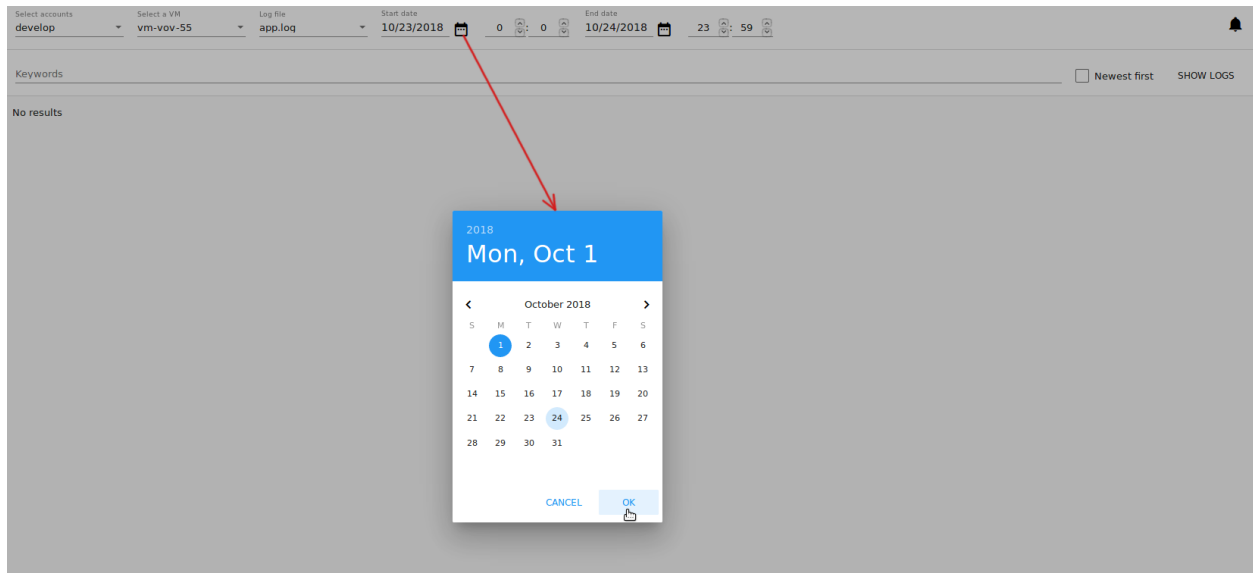 Select accounts Select a VM Log file Start date End date
develop vm-vov-55 app.log 10/23/2018 0 : 0 10/24/2018 23 : 59
Keywords Newest first SHOW LOGS
No results
2018
Mon, Oct 1
October 2018
S M T W T F S
1 2 3 4 5 6
7 8 9 10 11 12 13
14 15 16 17 18 19 20
21 22 23 24 25 26 27
28 29 30 31
CANCEL OK